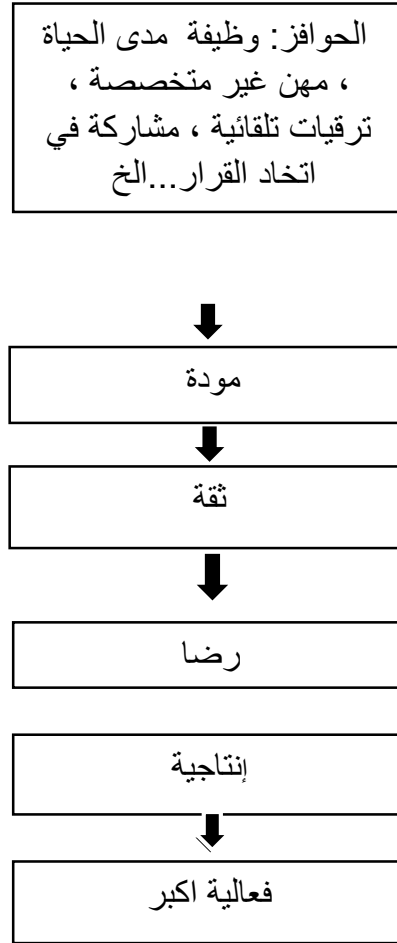 الحوافز: وظيفة مدى الحياة
، مهن غير متخصصة ،
ترقيات تلقائية ، مشاركة في
اتخاد القرار...الخ
مودة
ثقة
رضا
إنتاجية
فعالية اكبر